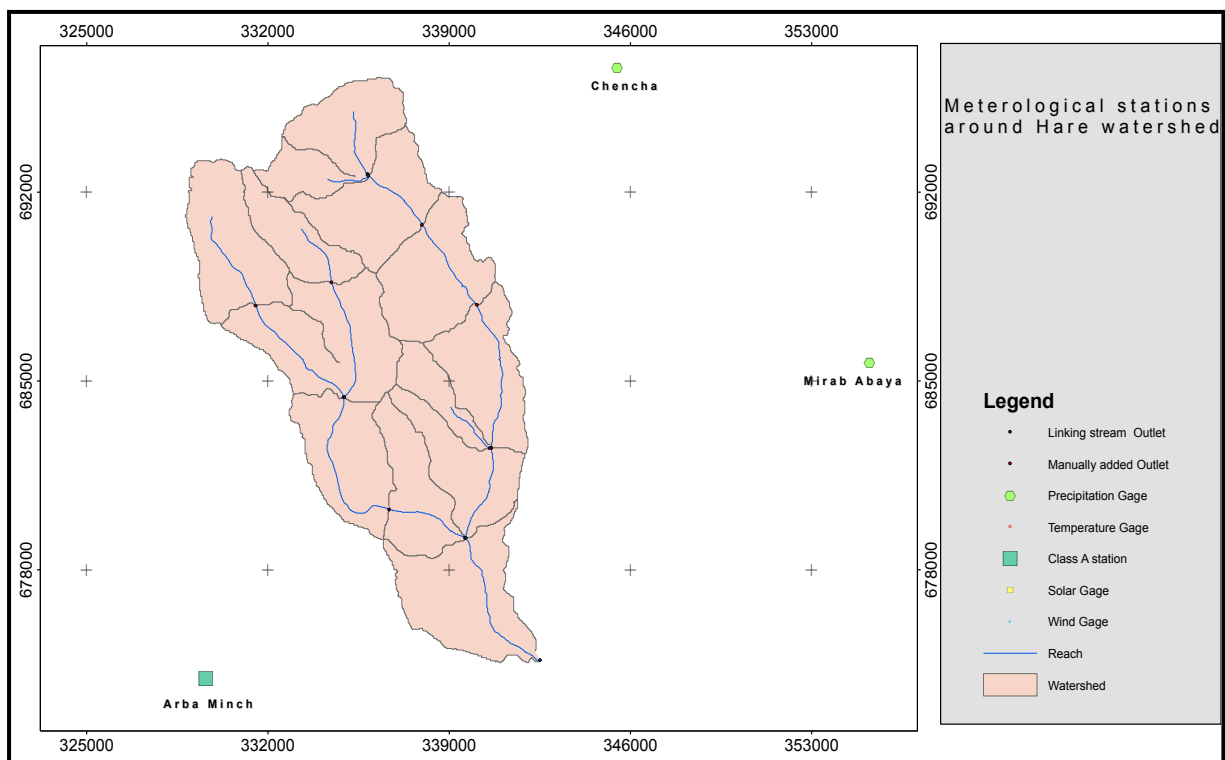 325000 332000 339000 346000 353000
Chencha
Meterological stations
around Hare watershed
692000 692000
685000 685000
Mirab Abaya
678000 678000
Arba Minch
Legend
Linking stream Outlet
Manually added Outlet
Precipitation Gage
Temperature Gage
Class A station
Solar Gage
Wind Gage
Reach
Watershed
325000 332000 339000 346000 353000